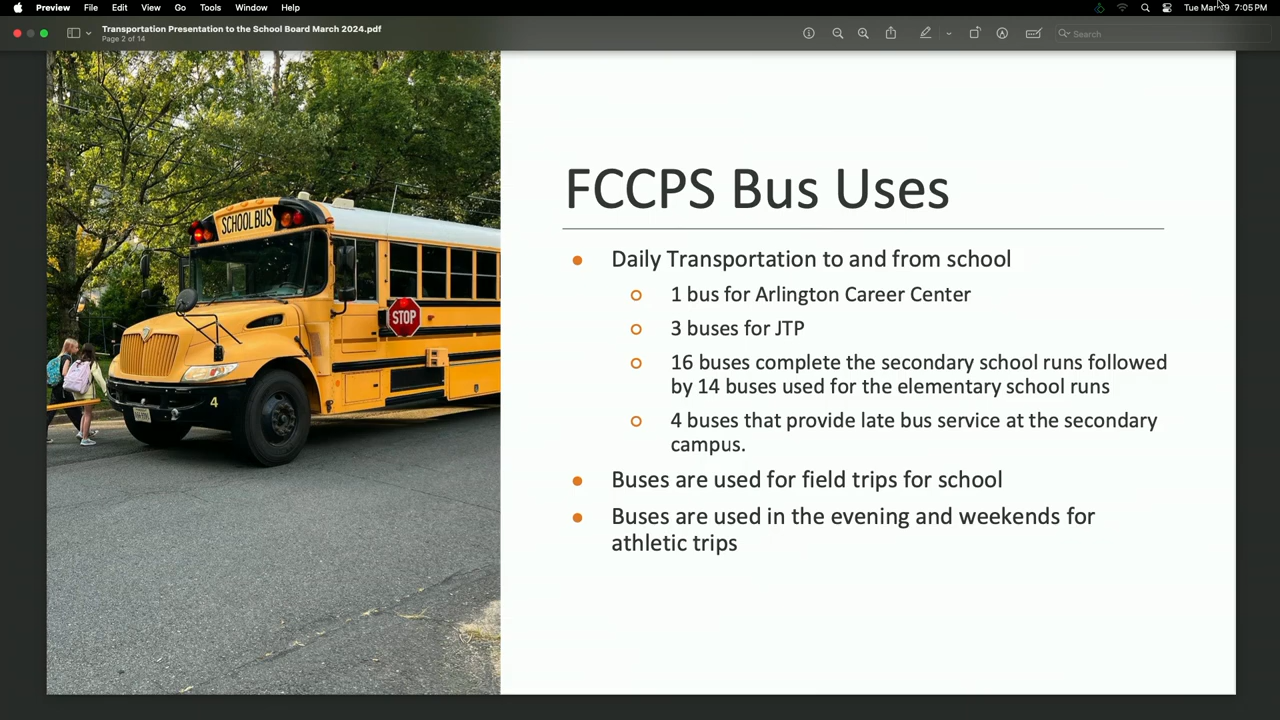 Preview File Edit View Go Tools Window Help
Tue Mar 19 7:05 PM
Transportation Presentation to the School Board March 2024.pdf
Page 2 of 14
Search
SCHOOL BUS
STOP
4
FCCPS Bus Uses
Daily Transportation to and from school
1 bus for Arlington Career Center
3 buses for JTP
16 buses complete the secondary school runs followed
by 14 buses used for the elementary school runs
4 buses that provide late bus service at the secondary
campus.
Buses are used for field trips for school
Buses are used in the evening and weekends for
athletic trips